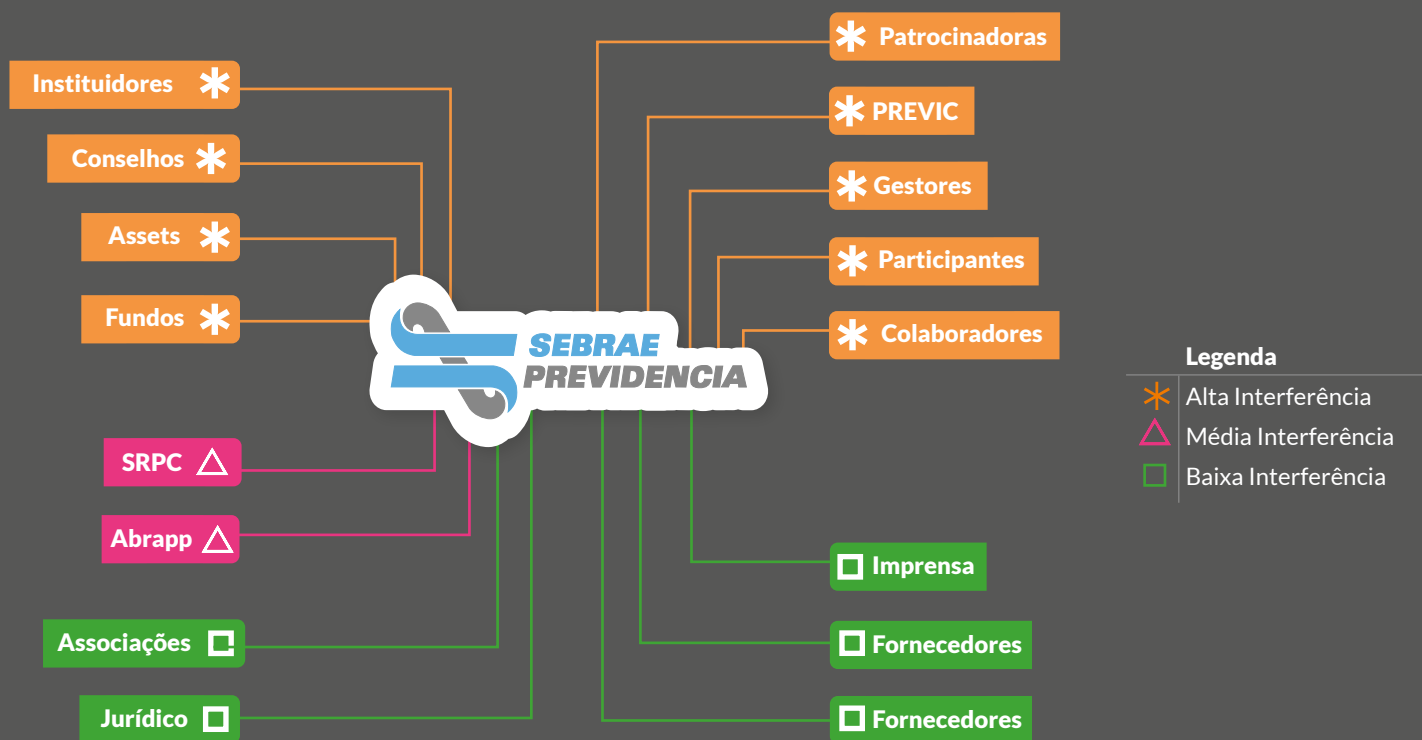 Instituidores
Conselhos
Assets
Fundos
SRPC
Abrapp
Associações
Jurídico
SEBRAE
PREVIDENCIA
Patrocinadoras
PREVIC
Gestores
Participantes
Colaboradores
Imprensa
Fornecedores
Fornecedores
Legenda
Alta Interferência
Média Interferência
Baixa Interferência